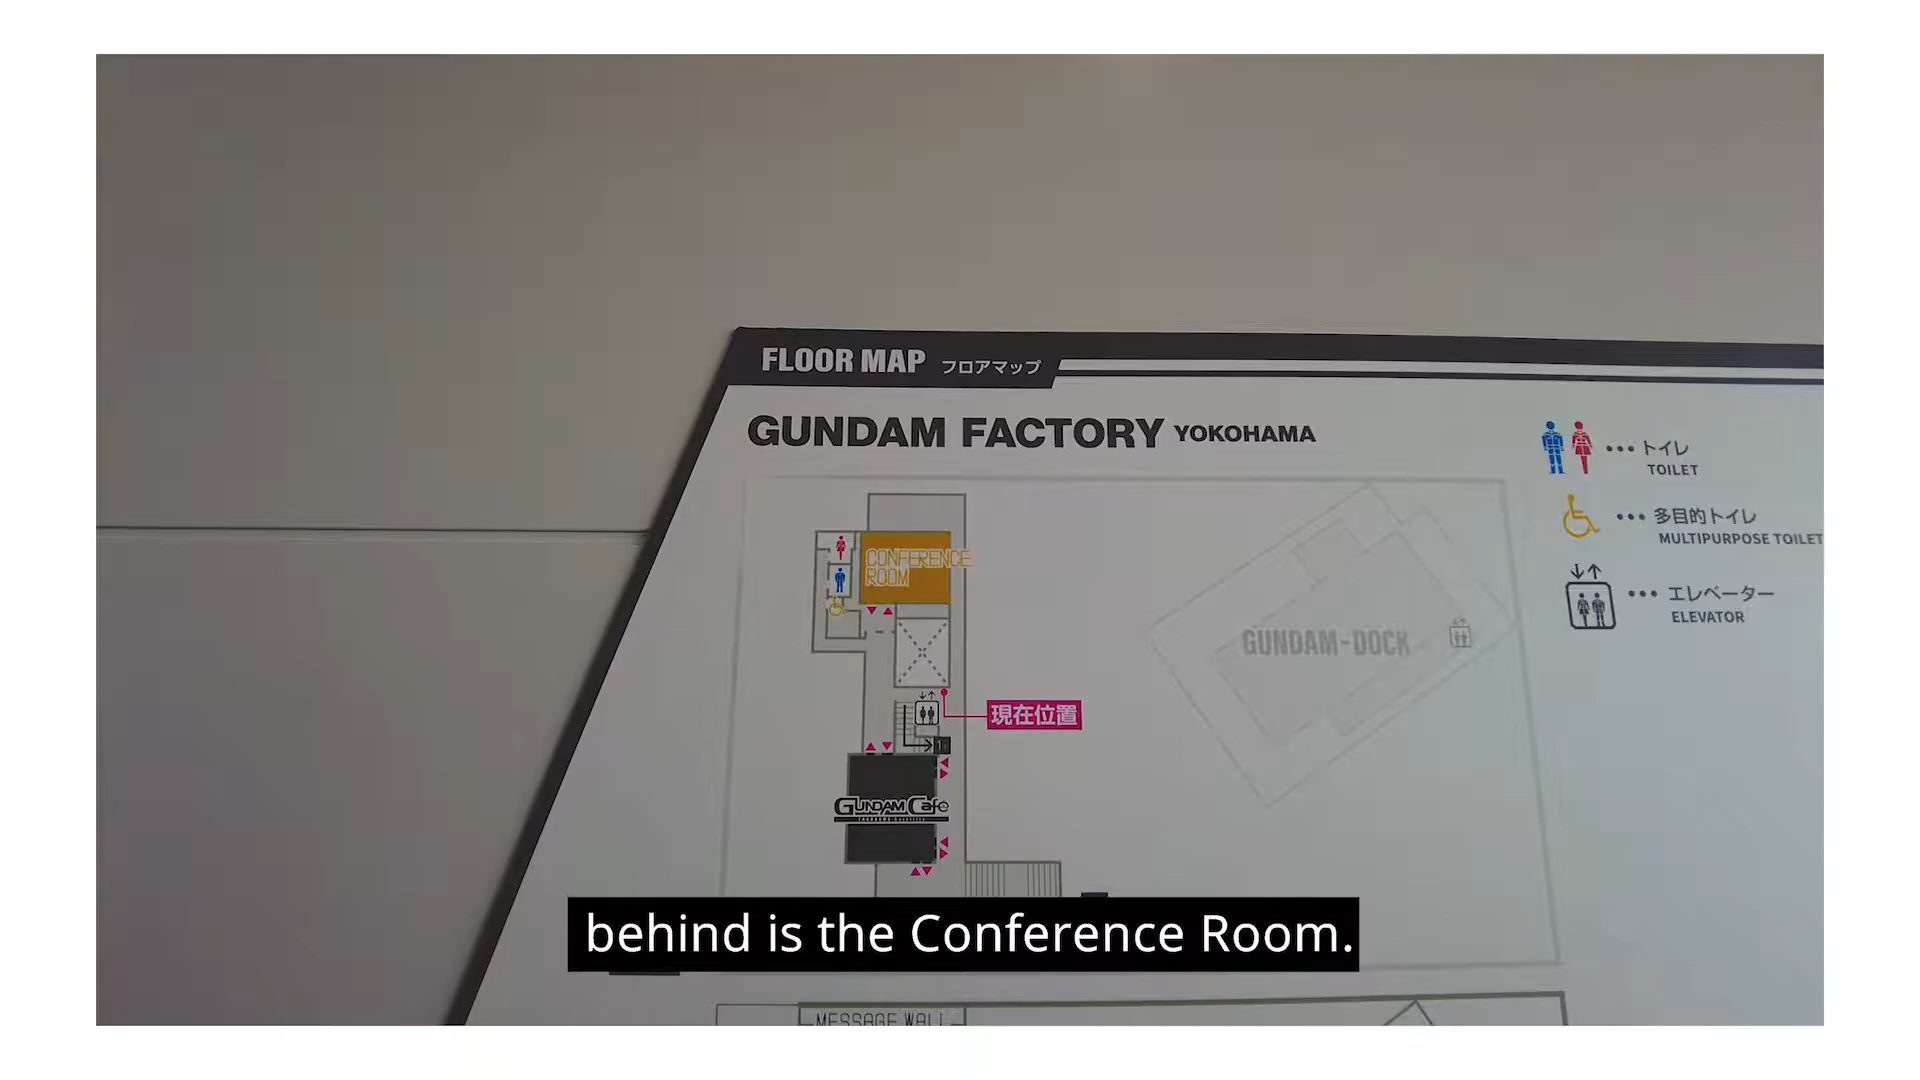 FLOOR MAP フロアマップ
GUNDAM FACTORY YOKOHAMA
トイレ
TOILET
多目的トイレ
MULTIPURPOSE TOILET
エレベーター
ELEVATOR
CONFERENCE
ROOM
GUNDAM-DOCK
現在位置
GUNDAM Cafe
behind is the Conference Room.
MESSAGE WALL